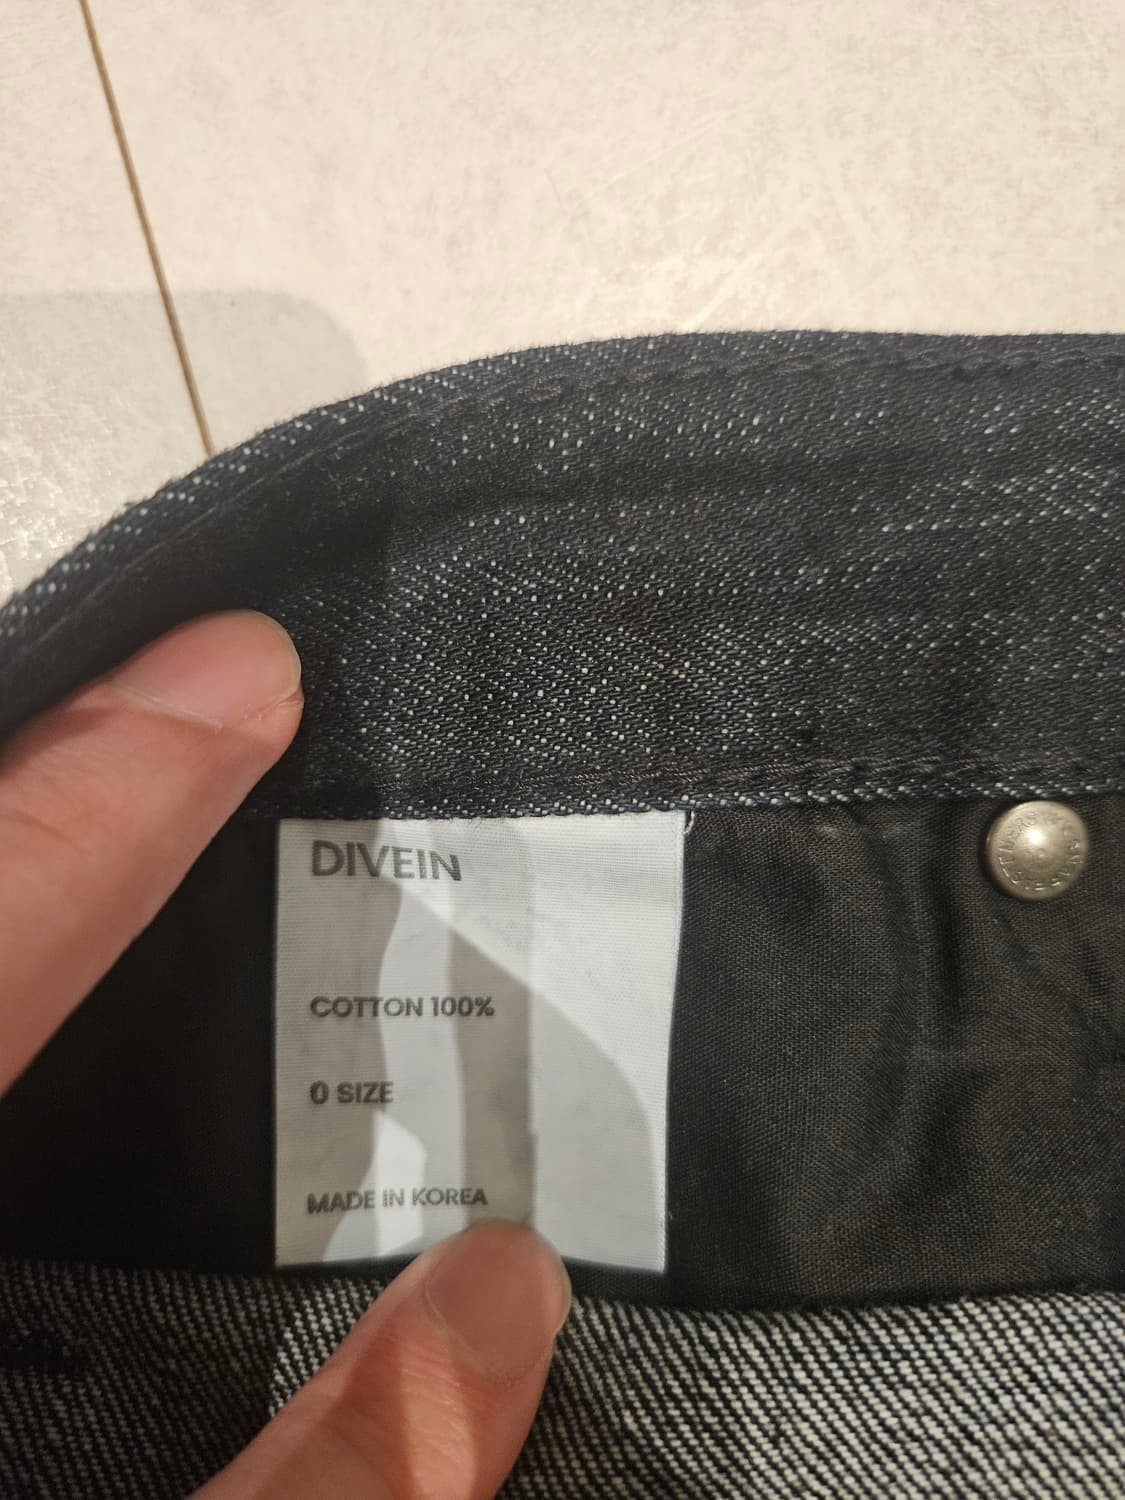 DIVEIN
COTTON 100%
0 SIZE
MADE IN KOREA